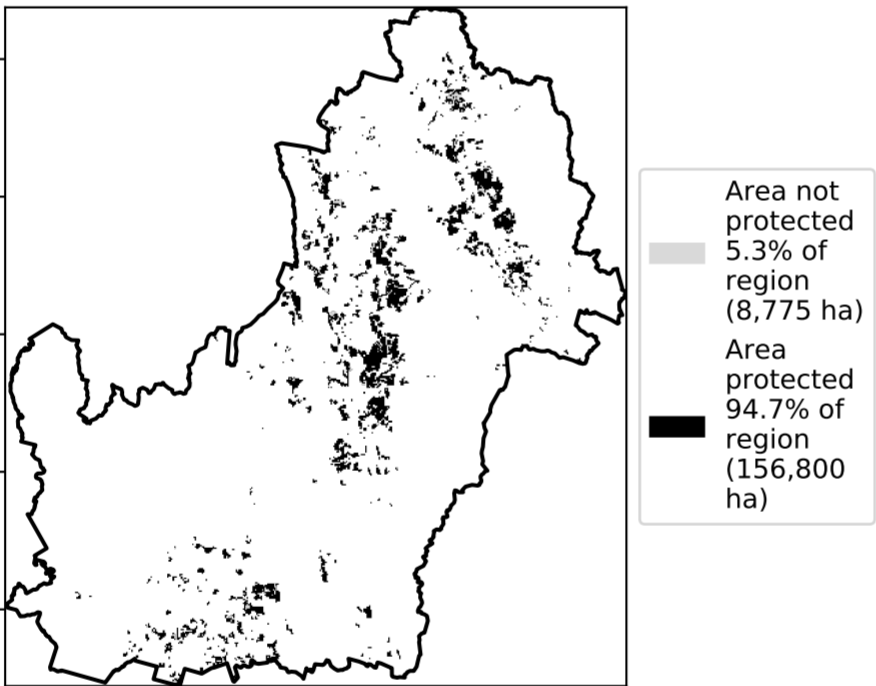 Area not
protected
5.3% of
region
(8,775 ha)
Area
protected
94.7% of
region
(156,800
ha)